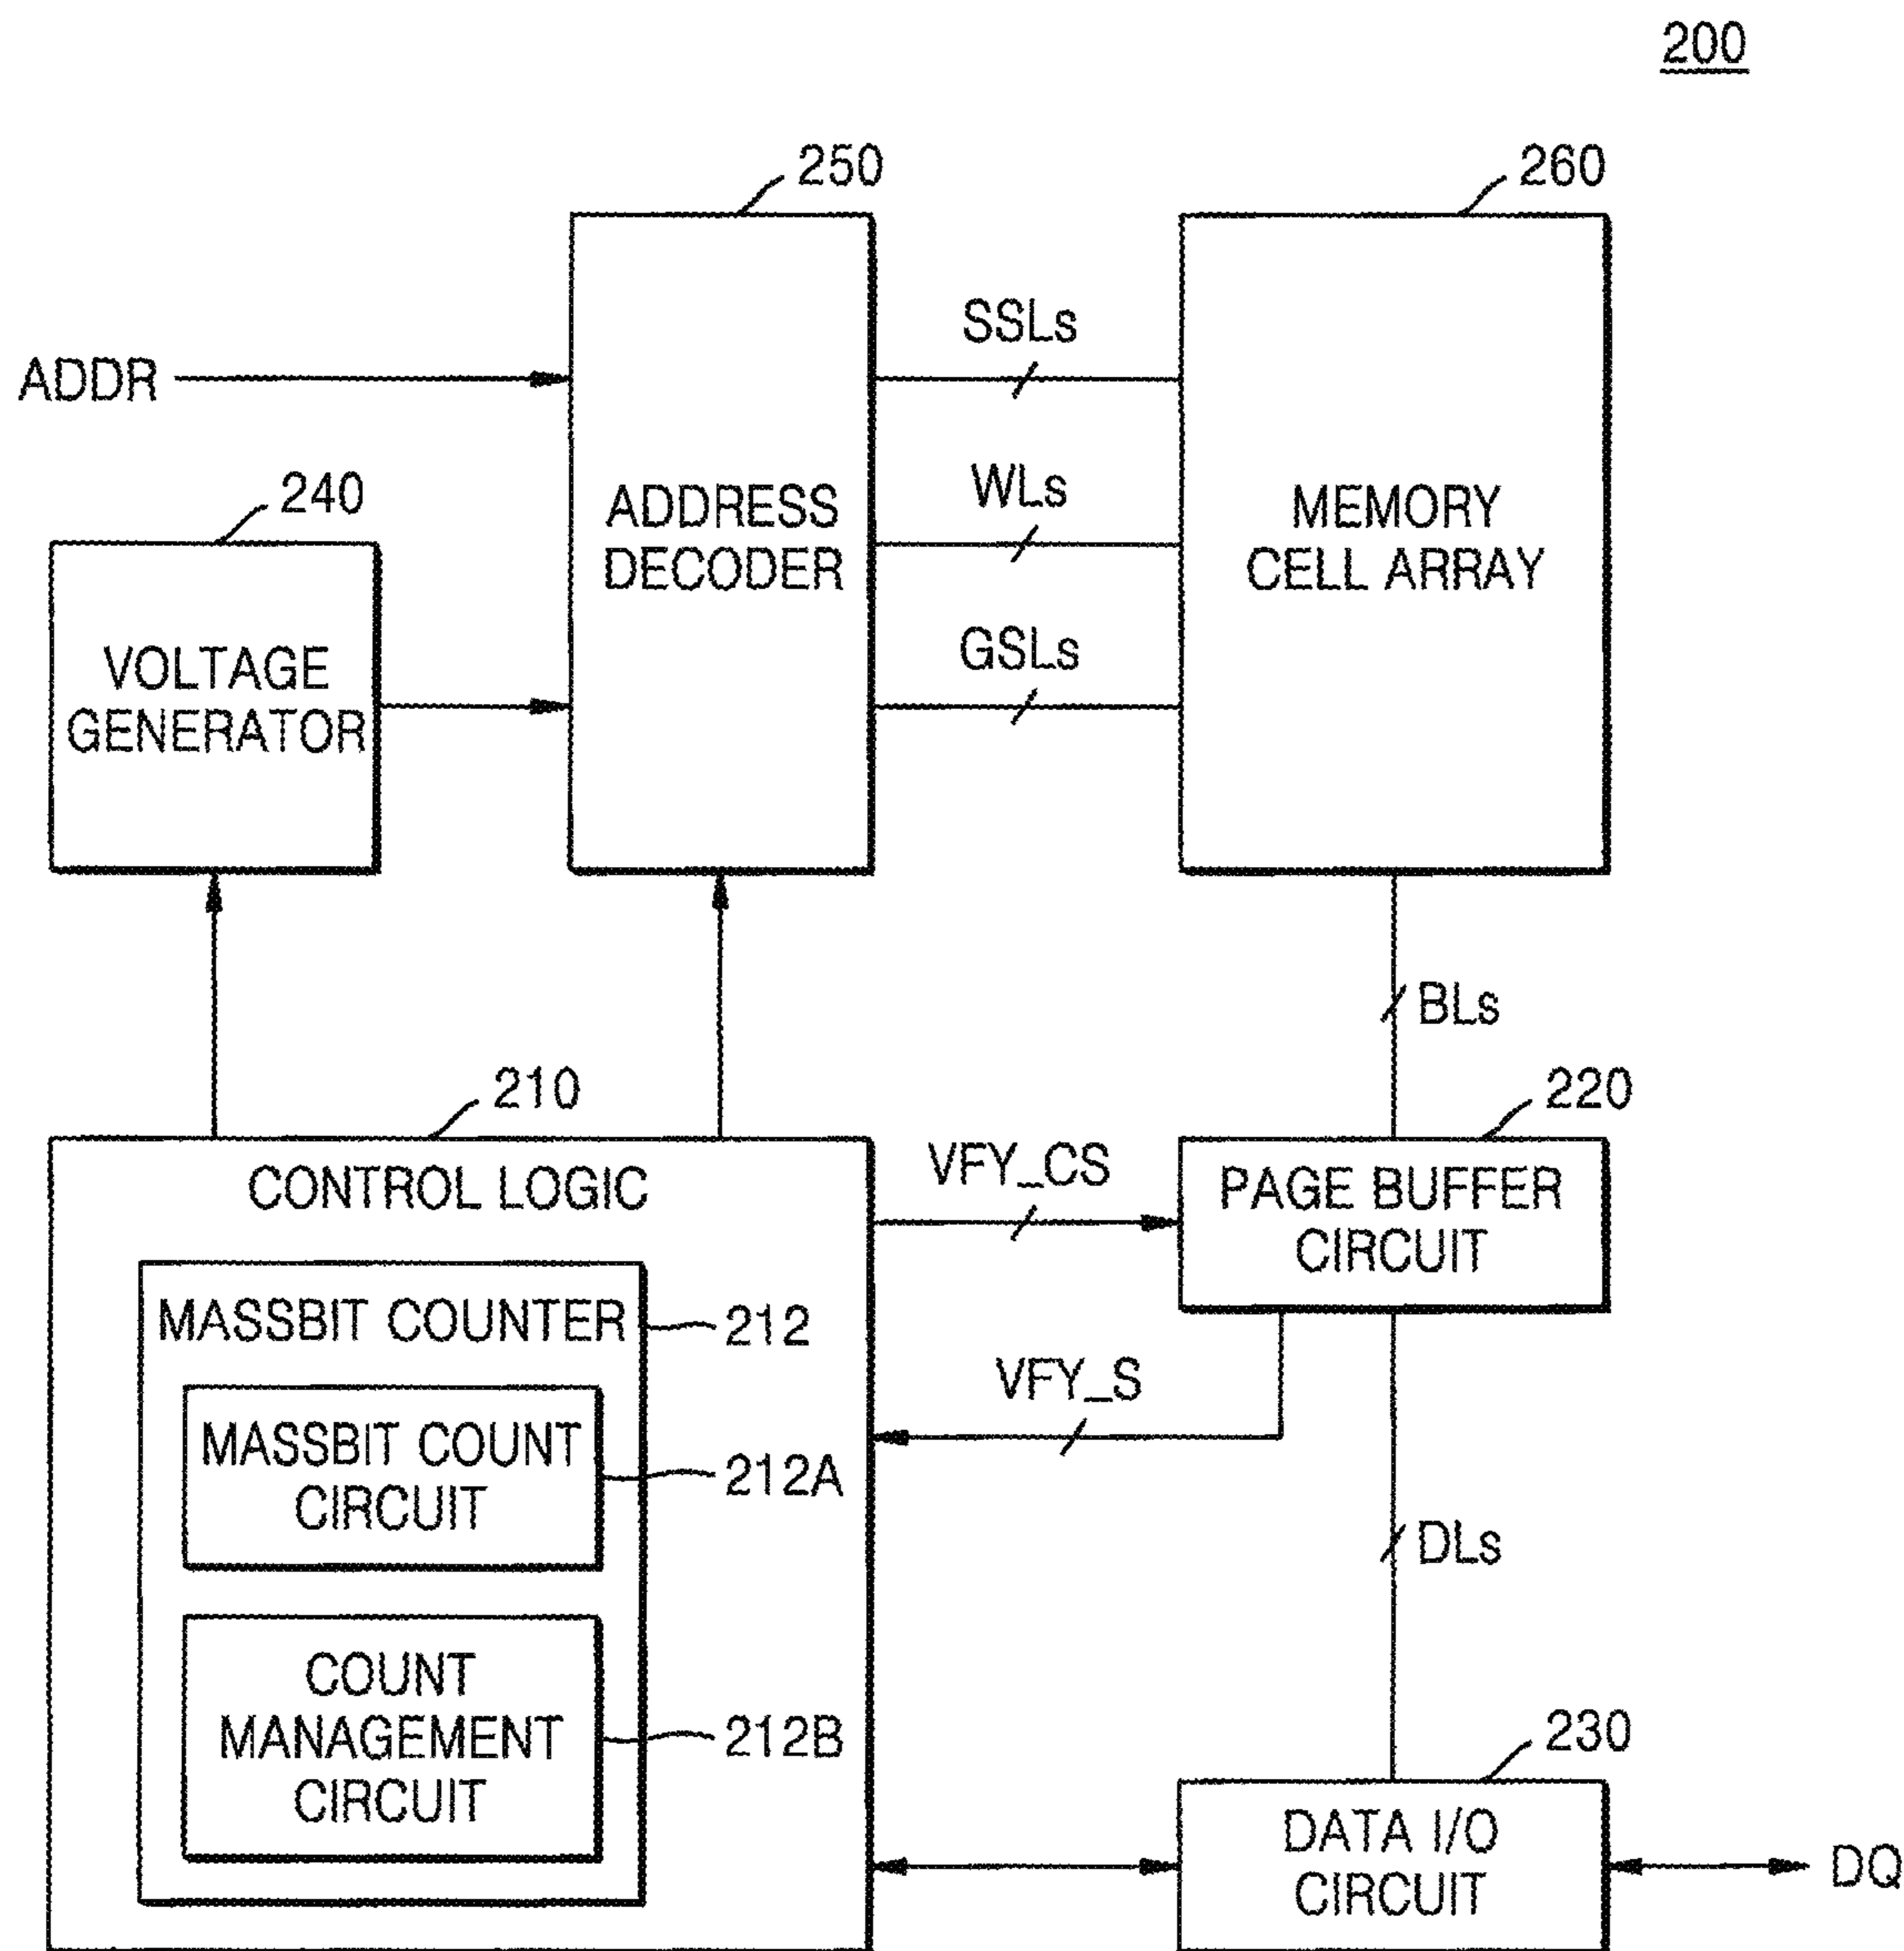 200
250
260
SSLs
ADDR
240
WLs
ADDRESS
DECODER
MEMORY
CELL ARRAY
GSLs
VOLTAGE
GENERATOR
BLs
210
220
CONTROL LOGIC
VFY_CS
PAGE BUFFER
CIRCUIT
MASSBIT COUNTER
212
VFY_S
MASSBIT COUNT
CIRCUIT
212A
DLs
COUNT
MANAGEMENT
CIRCUIT
212B
230
DATA I/O
CIRCUIT
DQ